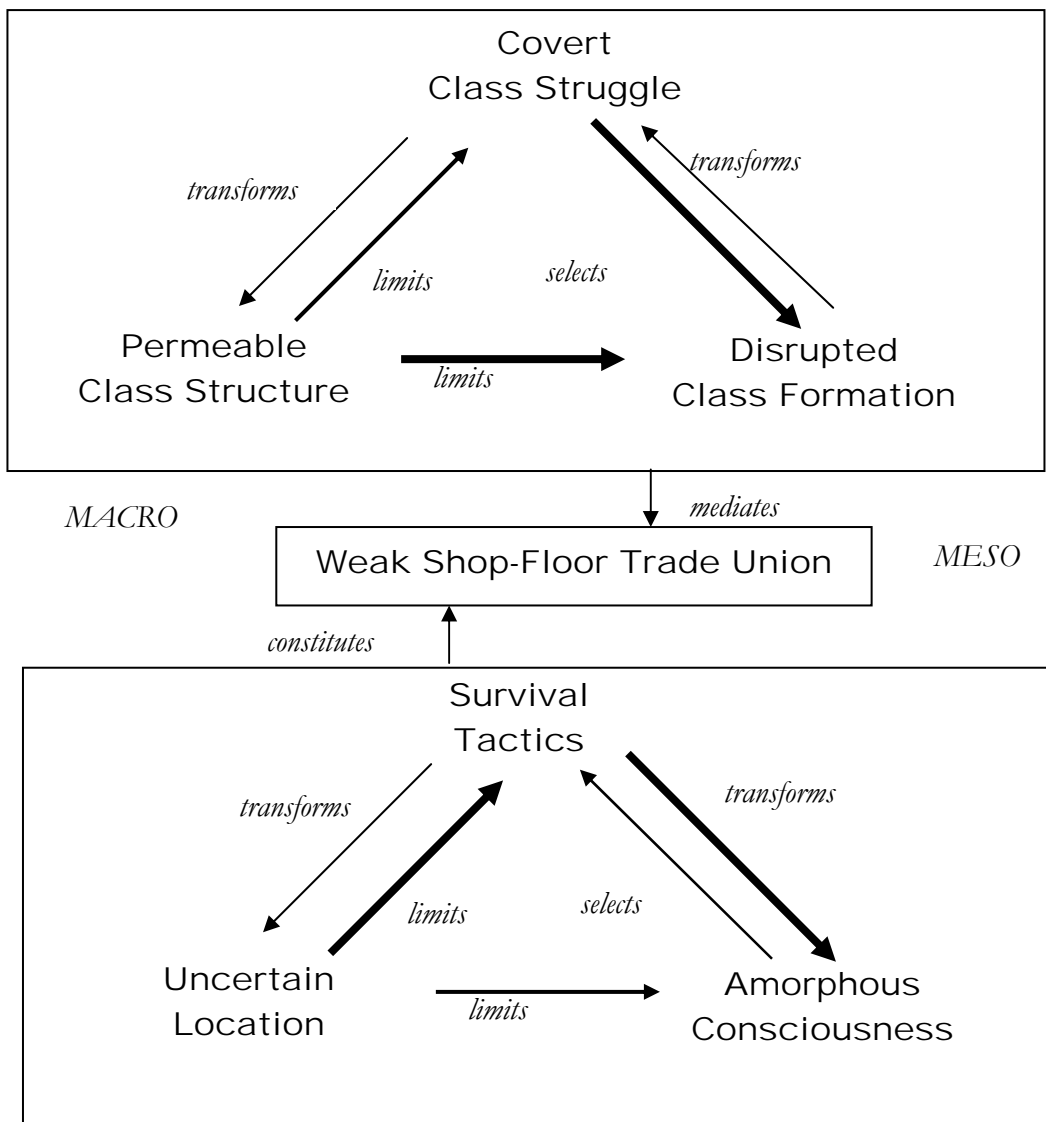 Covert
Class Struggle
transforms
transforms
limits
selects
Permeable
Class Structure
limits
Disrupted
Class Formation
MACRO
mediates
Weak Shop-Floor Trade Union
MESO
constitutes
Survival
Tactics
transforms
transforms
limits
selects
Uncertain
Location
limits
Amorphous
Consciousness